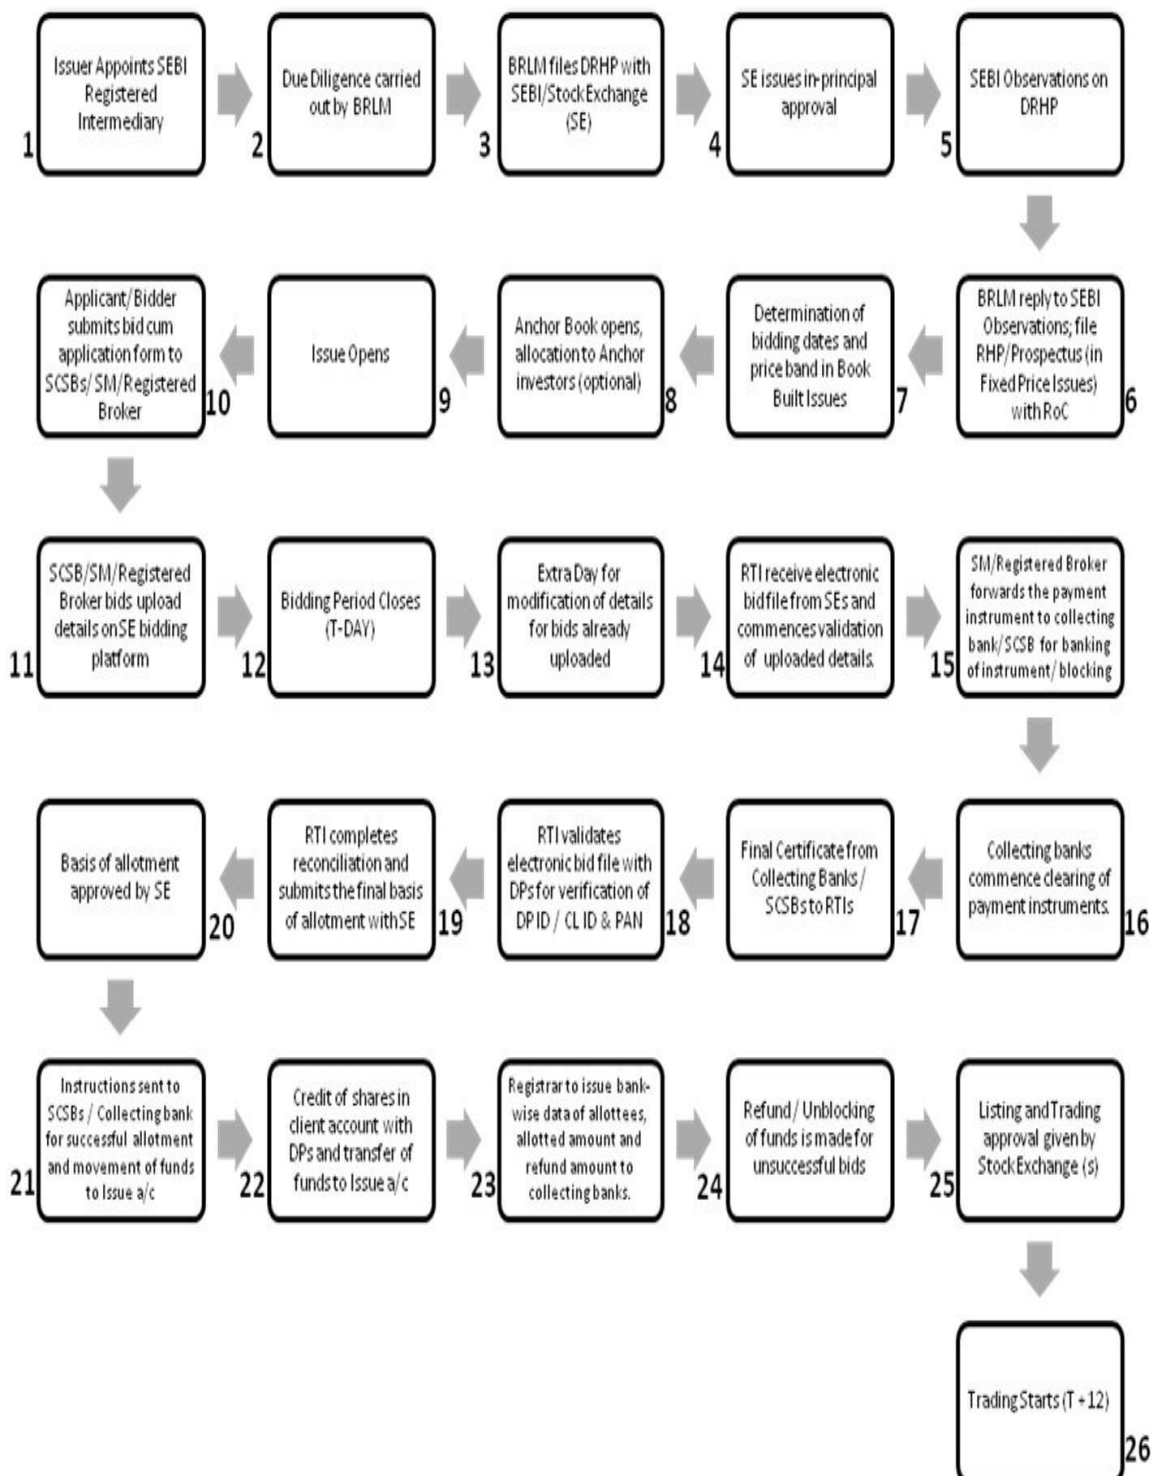 Issuer Appoints SEBI
Registered
Intermediary
1
Due Diligence carried
out by BRLM
2
BRLM files DRHP with
SEBI/Stock Exchange
(SE)
3
SE issues in-principal
approval
4
SEBI Observations on
DRHP
5
BRLM reply to SEBI
Observations; file
RHP/Prospectus (in
Fixed Price Issues)
with RoC
6
Determination of
bidding dates and
price band in Book
Built Issues
7
Anchor Book opens,
allocation to Anchor
investors (optional)
8
Issue Opens
9
Applicant/Bidder
submits bid cum
application form to
SCSBs/ SM/Registered
Broker
10
SCSB/SM/Registered
Broker bids upload
details on SE bidding
platform
11
Bidding Period Closes
(T-DAY)
12
Extra Day for
modification of details
for bids already
uploaded
13
RTI receive electronic
bid file from SEs and
commences validation
of uploaded details.
14
SM/Registered Broker
forwards the payment
instrument to collecting
bank/SCSB for banking
of instrument/ blocking
15
Collecting banks
commence clearing of
payment instruments.
16
Final Certificate from
Collecting Banks /
SCSBs to RTIs
17
RTI validates
electronic bid file with
DPs for verification of
DP ID / CL ID & PAN
18
RTI completes
reconciliation and
submits the final basis
of allotment with SE
19
Basis of allotment
approved by SE
20
Instructions sent to
SCSBs / Collecting bank
for successful allotment
and movement of funds
to Issue a/c
21
Credit of shares in
client account with
DPs and transfer of
funds to Issue a/c
22
Registrar to issue bank-
wise data of allottees,
allotted amount and
refund amount to
collecting banks.
23
Refund / Unblocking
of funds is made for
unsuccessful bids
24
Listing and Trading
approval given by
Stock Exchange (s)
25
Trading Starts (T + 12)
26